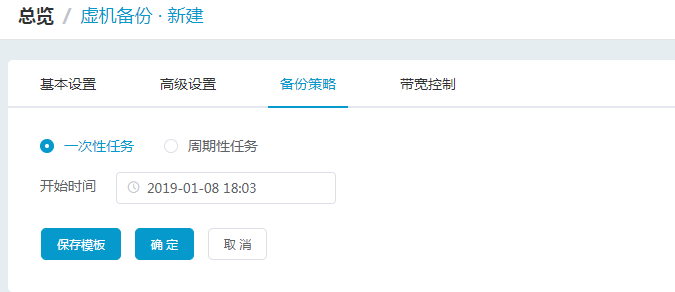 总览 / 虚机备份 · 新建
基本设置 高级设置 备份策略 带宽控制
一次性任务 周期性任务
开始时间 2019-01-08 18:03
保存模板 确 定 取 消